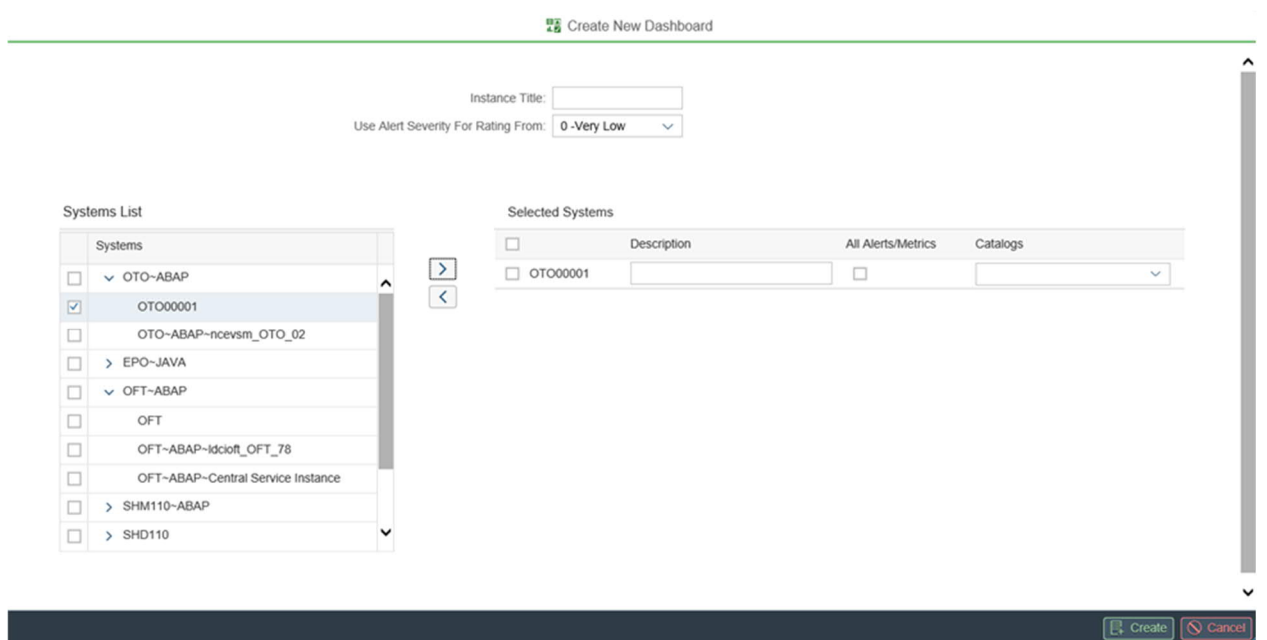 Create New Dashboard
Instance Title:
Use Alert Severity For Rating From: 0 -Very Low
Systems List
Systems
OTO~ABAP
OTO00001
OTO~ABAP~ncevsm_OTO_02
EPO~JAVA
OFT~ABAP
OFT
OFT~ABAP~ldcioft_OFT_78
OFT~ABAP~Central Service Instance
SHM110~ABAP
SHD110
Selected Systems
Description All Alerts/Metrics Catalogs
OTO00001
Create Cancel